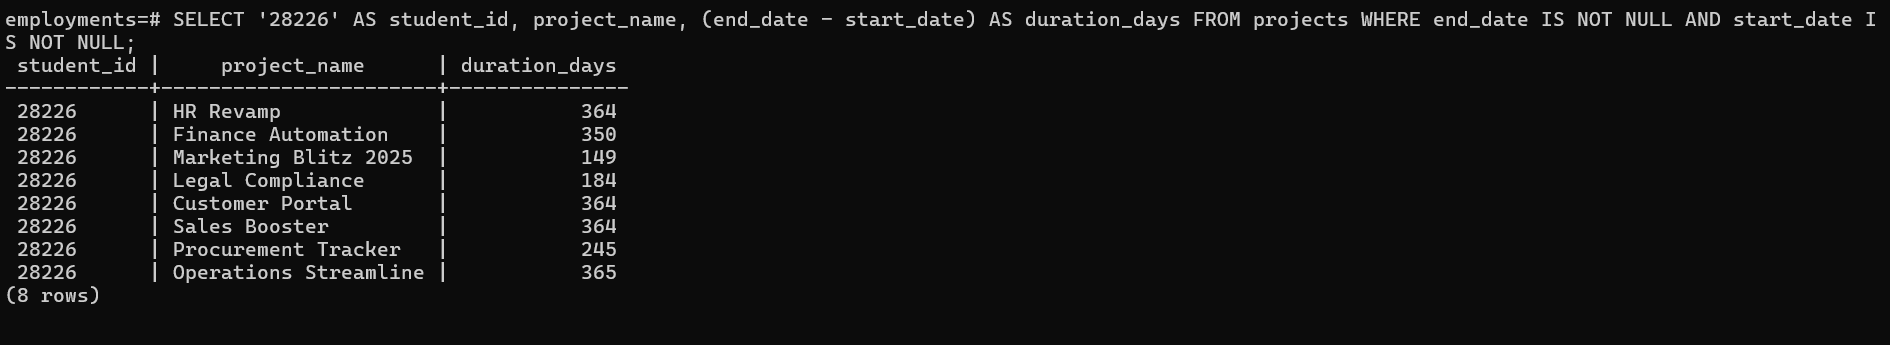 employments=# SELECT '28226' AS student_id, project_name, (end_date - start_date) AS duration_days FROM projects WHERE end_date IS NOT NULL AND start_date I
S NOT NULL;
 student_id |     project_name      | duration_days
------------+-----------------------+---------------
 28226      | HR Revamp             |           364
 28226      | Finance Automation    |           350
 28226      | Marketing Blitz 2025  |           149
 28226      | Legal Compliance      |           184
 28226      | Customer Portal       |           364
 28226      | Sales Booster         |           364
 28226      | Procurement Tracker   |           245
 28226      | Operations Streamline |           365
(8 rows)